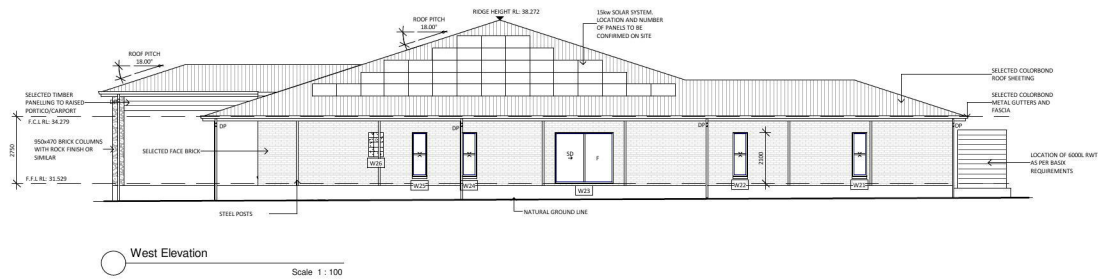 RIDGE HEIGHT RL: 38.272
15kw SOLAR SYSTEM.
LOCATION AND NUMBER
OF PANELS TO BE
CONFIRMED ON SITE
ROOF PITCH
18.00°
ROOF PITCH
18.00°
SELECTED COLORBOND
ROOF SHEETING
SELECTED TIMBER
PANELLING TO RAISED
PORTICO/CARPORT
SELECTED COLORBOND
METAL GUTTERS AND
FASCIA
F.C.L RL: 34.279
DP
DP
DP
DP
DP
2750
950x470 BRICK COLUMNS
WITH ROCK FINISH OR
SIMILAR
SELECTED FACE BRICK
SD
F
2100
W26
LOCATION OF 6000L RWT
AS PER BASIX
REQUIREMENTS
F.F.L RL: 31.529
W25
W24
W23
W22
W21
STEEL POSTS
NATURAL GROUND LINE
West Elevation
Scale 1 : 100